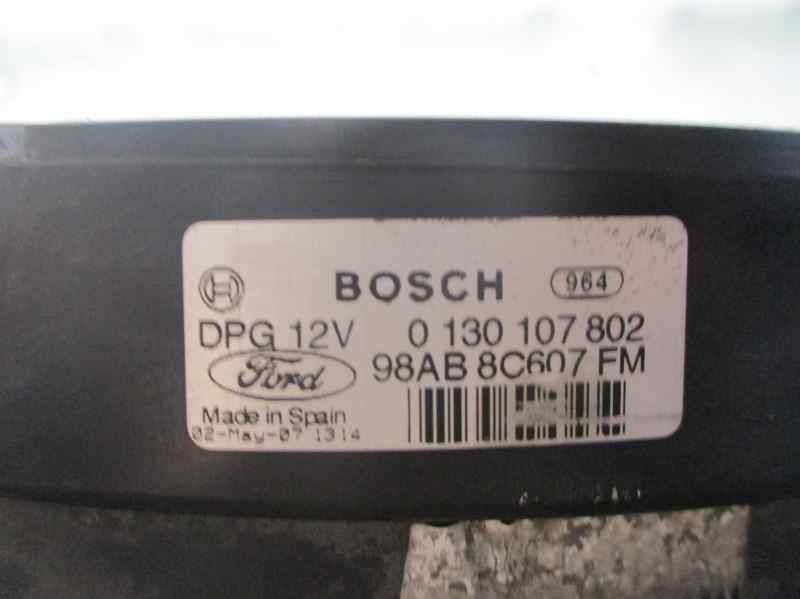 BOSCH 964
DPG 12V 0 130 107 802
Ford 98AB 8C607 FM
Made in Spain
02-May-07 1314